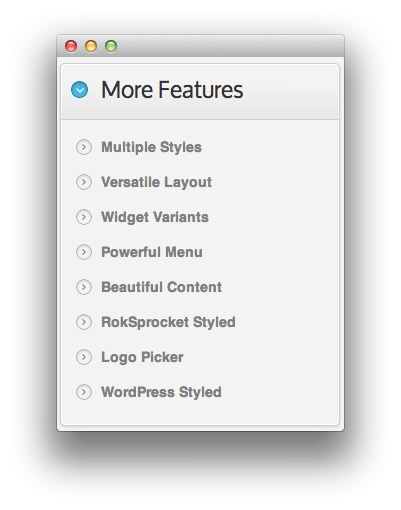 More Features
Multiple Styles
Versatile Layout
Widget Variants
Powerful Menu
Beautiful Content
RokSprocket Styled
Logo Picker
WordPress Styled